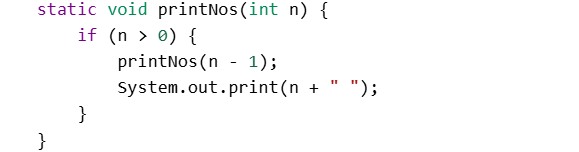 static void printNos(int n) {
    if (n > 0) {
        printNos(n - 1);
        System.out.print(n + " ");
    }
}